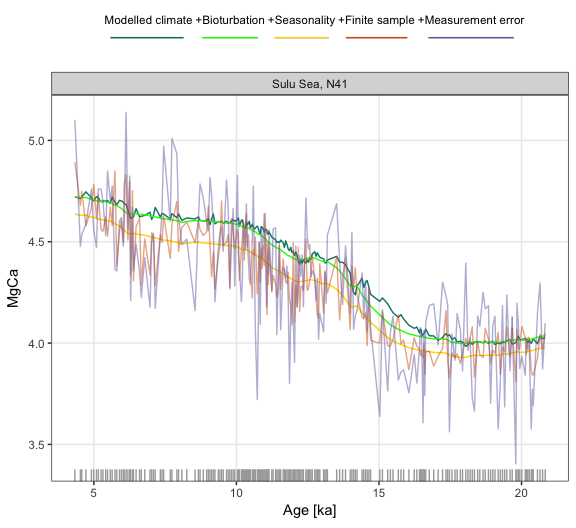 Modelled climate +Bioturbation +Seasonality +Finite sample +Measurement error
Sulu Sea, N41
5.0
4.5
4.0
3.5
MgCa
5 10 15 20
Age [ka]